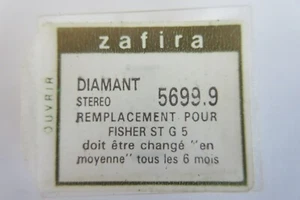 zafira
OUVRIR
DIAMANT
STEREO 5699.9
REMPLACEMENT POUR
FISHER ST G 5
doit être changé "en
moyenne" tous les 6 mois